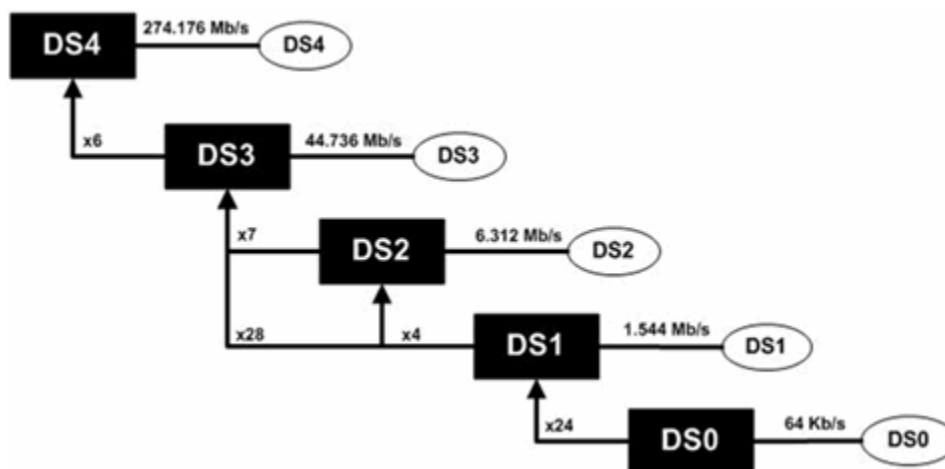 DS4 274.176 Mb/s DS4
x6 DS3 44.736 Mb/s DS3
x7 DS2 6.312 Mb/s DS2
x28 x4 DS1 1.544 Mb/s DS1
x24 DS0 64 Kb/s DS0